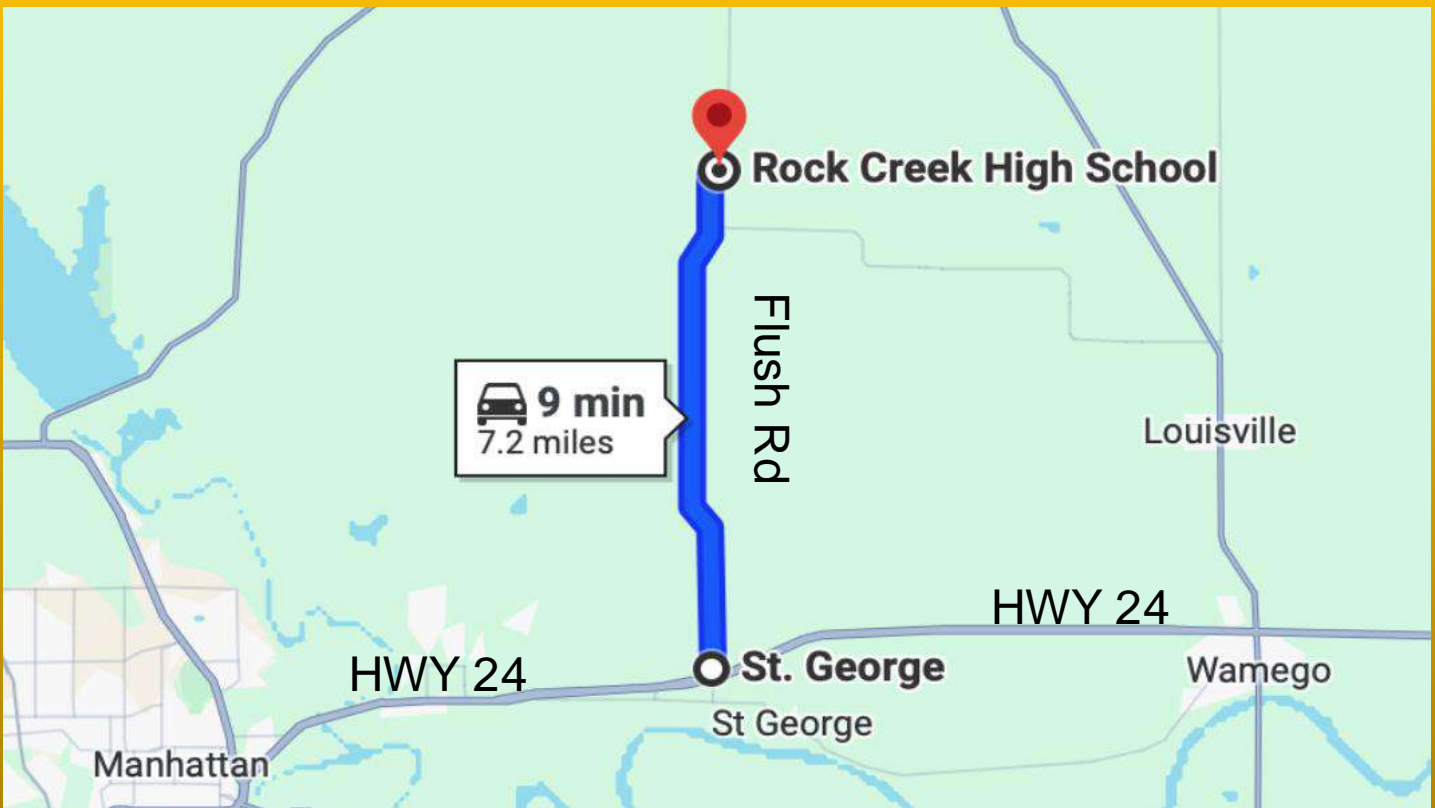 Rock Creek High School
Flush Rd
9 min
7.2 miles
Louisville
HWY 24
HWY 24
St. George
Wamego
St George
Manhattan